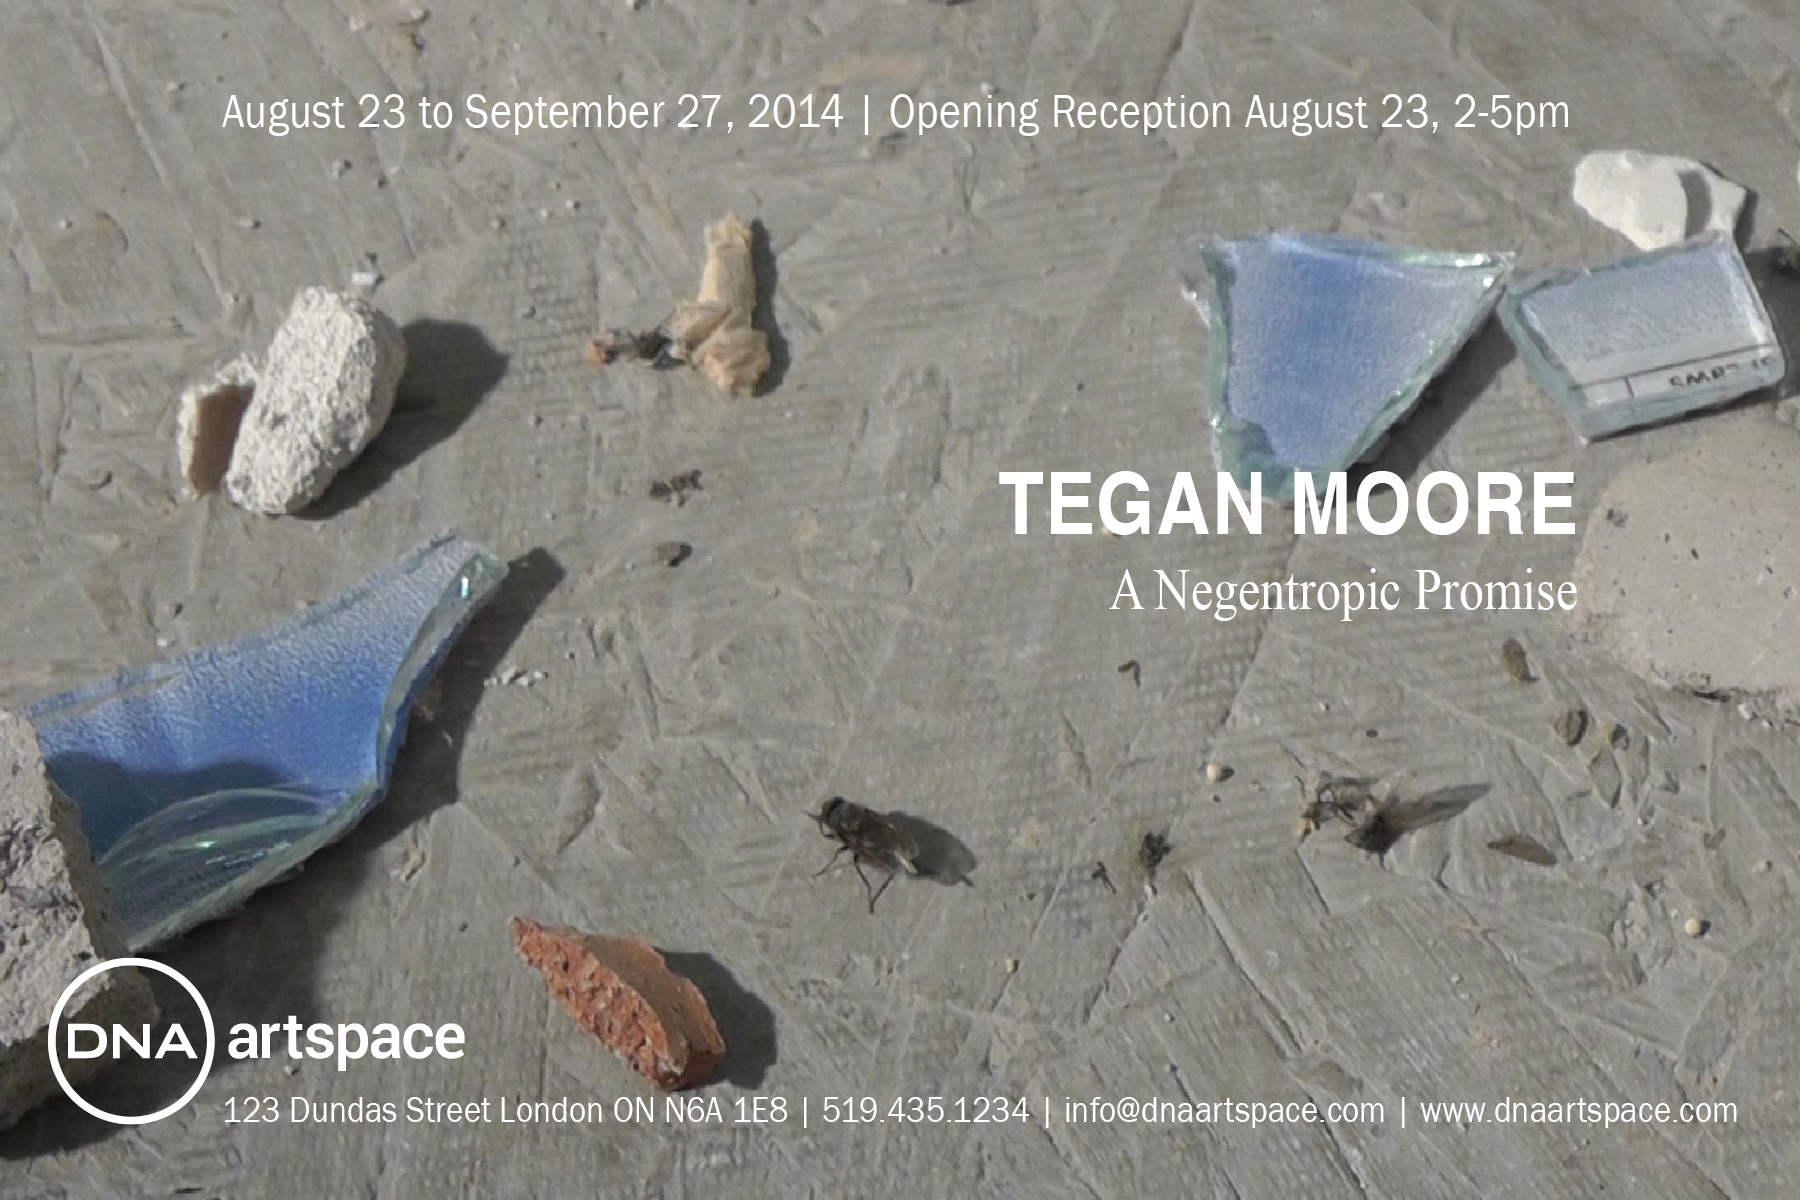 August 23 to September 27, 2014 | Opening Reception August 23, 2-5pm
TEGAN MOORE
A Negentropic Promise
DNA artspace
123 Dundas Street London ON N6A 1E8 | 519.435.1234 | info@dnaartspace.com | www.dnaartspace.com